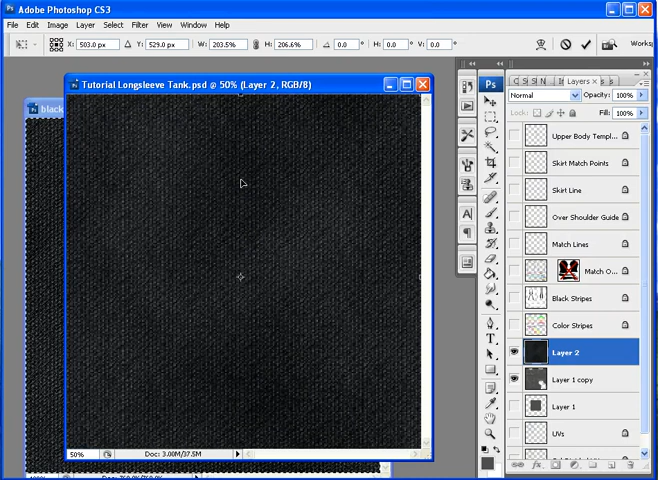 Ps Adobe Photoshop CS3
File Edit Image Layer Select Filter View Window Help
X: 503.0 px Y: 529.0 px W: 203.5% H: 206.6% 0.0 ° H: 0.0 ° V: 0.0 ° Works
Tutorial Longsleeve Tank.psd @ 50% (Layer 2, RGB/8)
black
Ps
Layers ×
Normal Opacity: 100%
Lock: Fill: 100%
Upper Body Templ...
Skirt Match Points
Skirt Line
Over Shoulder Guide
Match Lines
Match O...
Black Stripes
Color Stripes
Layer 2
Layer 1 copy
Layer 1
UVs
50% Doc: 3.00M/37.5M